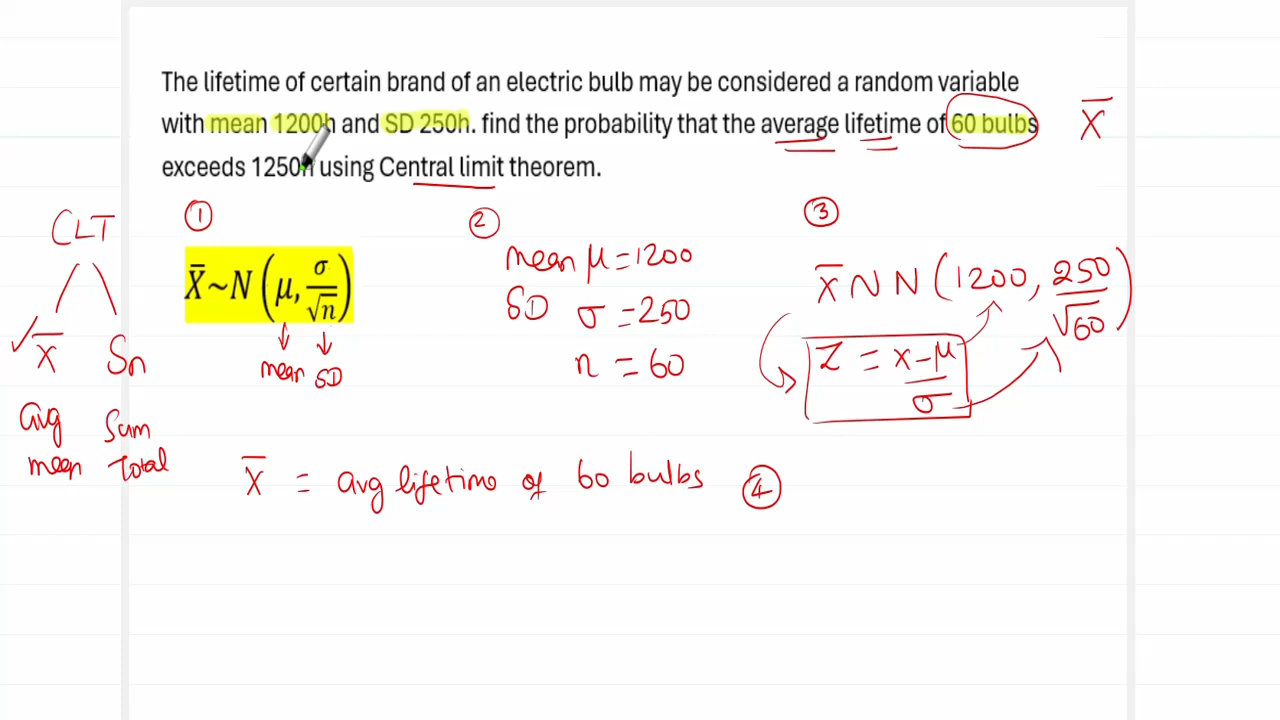 The lifetime of certain brand of an electric bulb may be considered a random variable
with mean 1200h and SD 250h. find the probability that the average lifetime of 60 bulbs
exceeds 1250h using Central limit theorem.
X̄
CLT
X̄ Sn
avg Sum
mean Total
①
X̄~N(μ, σ/√n)
mean SD
②
mean μ = 1200
SD σ = 250
n = 60
③
X̄ N N (1200, 250/√60)
Z = x-μ/σ
X̄ = avg lifetime of 60 bulbs ④